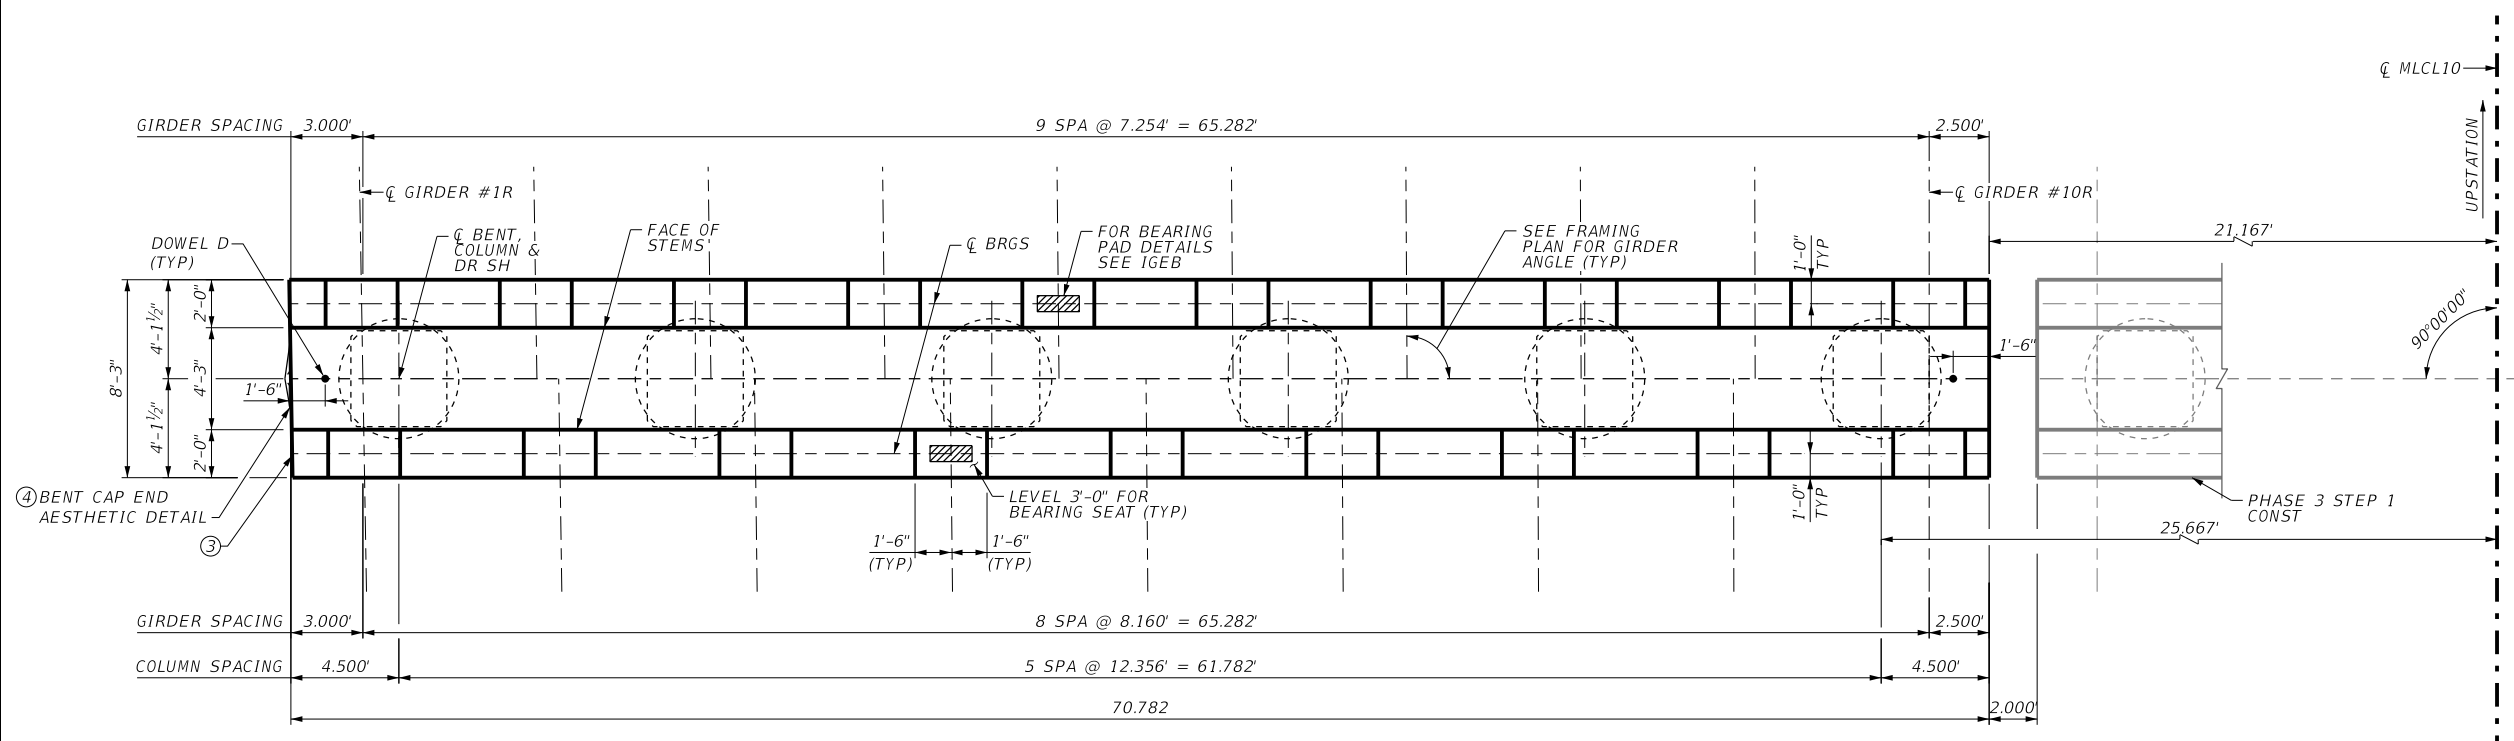 ℄ MLCL10
UPSTATION
GIRDER SPACING
3.000'
9 SPA @ 7.254' = 65.282'
2.500'
℄ GIRDER #1R
℄ GIRDER #10R
21.167'
DOWEL D
(TYP)
℄ BENT,
COLUMN &
DR SH
FACE OF
STEMS
℄ BRGS
FOR BEARING
PAD DETAILS
SEE IGEB
SEE FRAMING
PLAN FOR GIRDER
ANGLE (TYP)
1'-0"
TYP
90°00'00"
8'-3"
4'-1½"
4'-1½"
2'-0"
4'-3"
2'-0"
1'-6"
1'-6"
④ BENT CAP END
AESTHETIC DETAIL
③
LEVEL 3'-0" FOR
BEARING SEAT (TYP)
1'-6"
(TYP)
1'-6"
(TYP)
1'-0"
TYP
PHASE 3 STEP 1
CONST
25.667'
GIRDER SPACING
3.000'
8 SPA @ 8.160' = 65.282'
2.500'
COLUMN SPACING
4.500'
5 SPA @ 12.356' = 61.782'
4.500'
70.782
2.000'